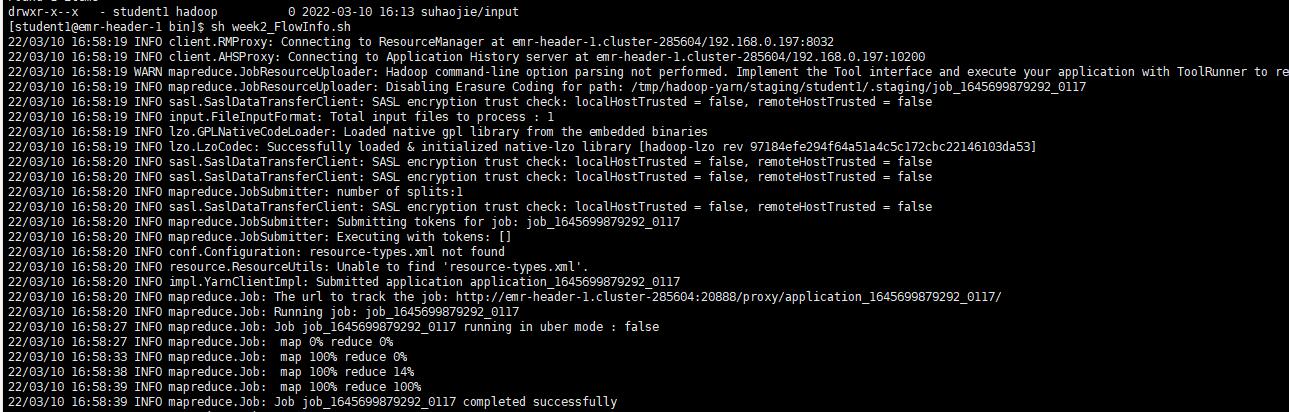 drwxr-x--x   - student1 hadoop          0 2022-03-10 16:13 suhaojie/input
[student1@emr-header-1 bin]$ sh week2_FlowInfo.sh
22/03/10 16:58:19 INFO client.RMProxy: Connecting to ResourceManager at emr-header-1.cluster-285604/192.168.0.197:8032
22/03/10 16:58:19 INFO client.AHSProxy: Connecting to Application History server at emr-header-1.cluster-285604/192.168.0.197:10200
22/03/10 16:58:19 WARN mapreduce.JobResourceUploader: Hadoop command-line option parsing not performed. Implement the Tool interface and execute your application with ToolRunner to re
22/03/10 16:58:19 INFO mapreduce.JobResourceUploader: Disabling Erasure Coding for path: /tmp/hadoop-yarn/staging/student1/.staging/job_1645699879292_0117
22/03/10 16:58:19 INFO sasl.SaslDataTransferClient: SASL encryption trust check: localHostTrusted = false, remoteHostTrusted = false
22/03/10 16:58:19 INFO input.FileInputFormat: Total input files to process : 1
22/03/10 16:58:19 INFO lzo.GPLNativeCodeLoader: Loaded native gpl library from the embedded binaries
22/03/10 16:58:19 INFO lzo.LzoCodec: Successfully loaded & initialized native-lzo library [hadoop-lzo rev 97184efe294f64a51a4c5c172cbc22146103da53]
22/03/10 16:58:20 INFO sasl.SaslDataTransferClient: SASL encryption trust check: localHostTrusted = false, remoteHostTrusted = false
22/03/10 16:58:20 INFO sasl.SaslDataTransferClient: SASL encryption trust check: localHostTrusted = false, remoteHostTrusted = false
22/03/10 16:58:20 INFO mapreduce.JobSubmitter: number of splits:1
22/03/10 16:58:20 INFO sasl.SaslDataTransferClient: SASL encryption trust check: localHostTrusted = false, remoteHostTrusted = false
22/03/10 16:58:20 INFO mapreduce.JobSubmitter: Submitting tokens for job: job_1645699879292_0117
22/03/10 16:58:20 INFO mapreduce.JobSubmitter: Executing with tokens: []
22/03/10 16:58:20 INFO conf.Configuration: resource-types.xml not found
22/03/10 16:58:20 INFO resource.ResourceUtils: Unable to find 'resource-types.xml'.
22/03/10 16:58:20 INFO impl.YarnClientImpl: Submitted application application_1645699879292_0117
22/03/10 16:58:20 INFO mapreduce.Job: The url to track the job: http://emr-header-1.cluster-285604:20888/proxy/application_1645699879292_0117/
22/03/10 16:58:20 INFO mapreduce.Job: Running job: job_1645699879292_0117
22/03/10 16:58:27 INFO mapreduce.Job: Job job_1645699879292_0117 running in uber mode : false
22/03/10 16:58:27 INFO mapreduce.Job:  map 0% reduce 0%
22/03/10 16:58:33 INFO mapreduce.Job:  map 100% reduce 0%
22/03/10 16:58:38 INFO mapreduce.Job:  map 100% reduce 14%
22/03/10 16:58:39 INFO mapreduce.Job:  map 100% reduce 100%
22/03/10 16:58:39 INFO mapreduce.Job: Job job_1645699879292_0117 completed successfully